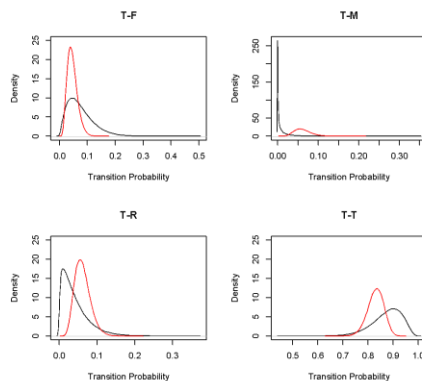 T-F
T-M
Density
0 5 10 15 20 25
0.0 0.1 0.2 0.3 0.4 0.5
Transition Probability
Density
0 50 150 250
0.00 0.10 0.20 0.30
Transition Probability
T-R
T-T
Density
0 5 10 15 20 25
0.0 0.1 0.2 0.3
Transition Probability
Density
0 5 10 15 20 25
0.5 0.6 0.7 0.8 0.9 1.0
Transition Probability